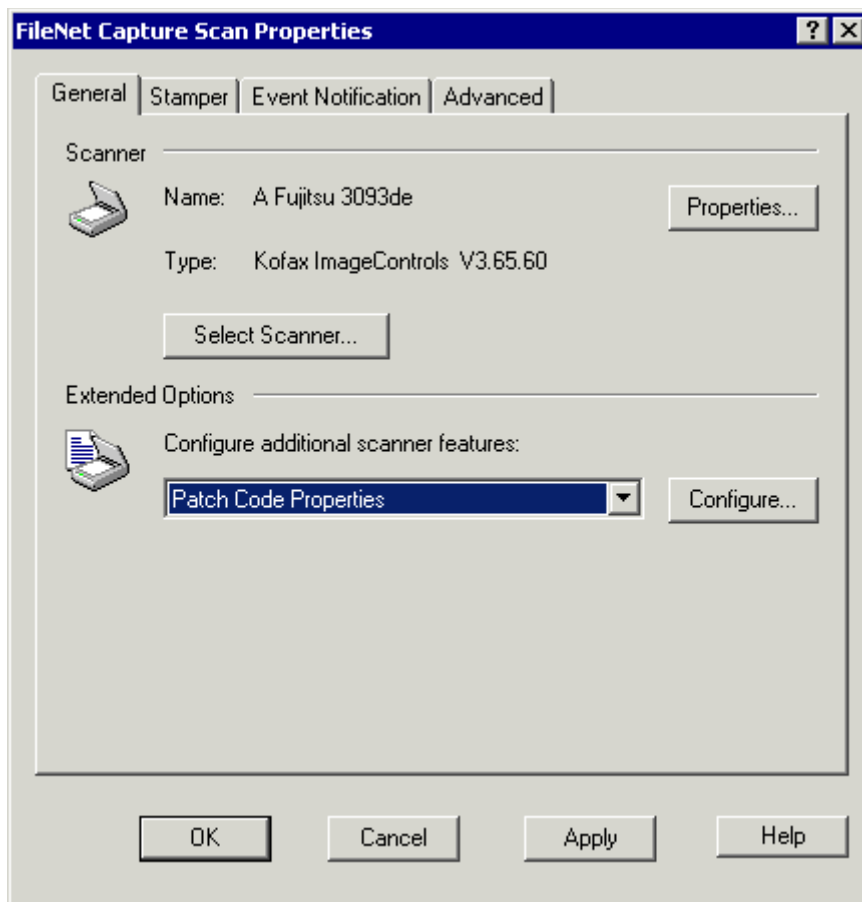 FileNet Capture Scan Properties
General Stamper Event Notification Advanced
Scanner
Name: A Fujitsu 3093de Properties...
Type: Kofax ImageControls V3.65.60
Select Scanner...
Extended Options
Configure additional scanner features:
Patch Code Properties Configure...
OK Cancel Apply Help